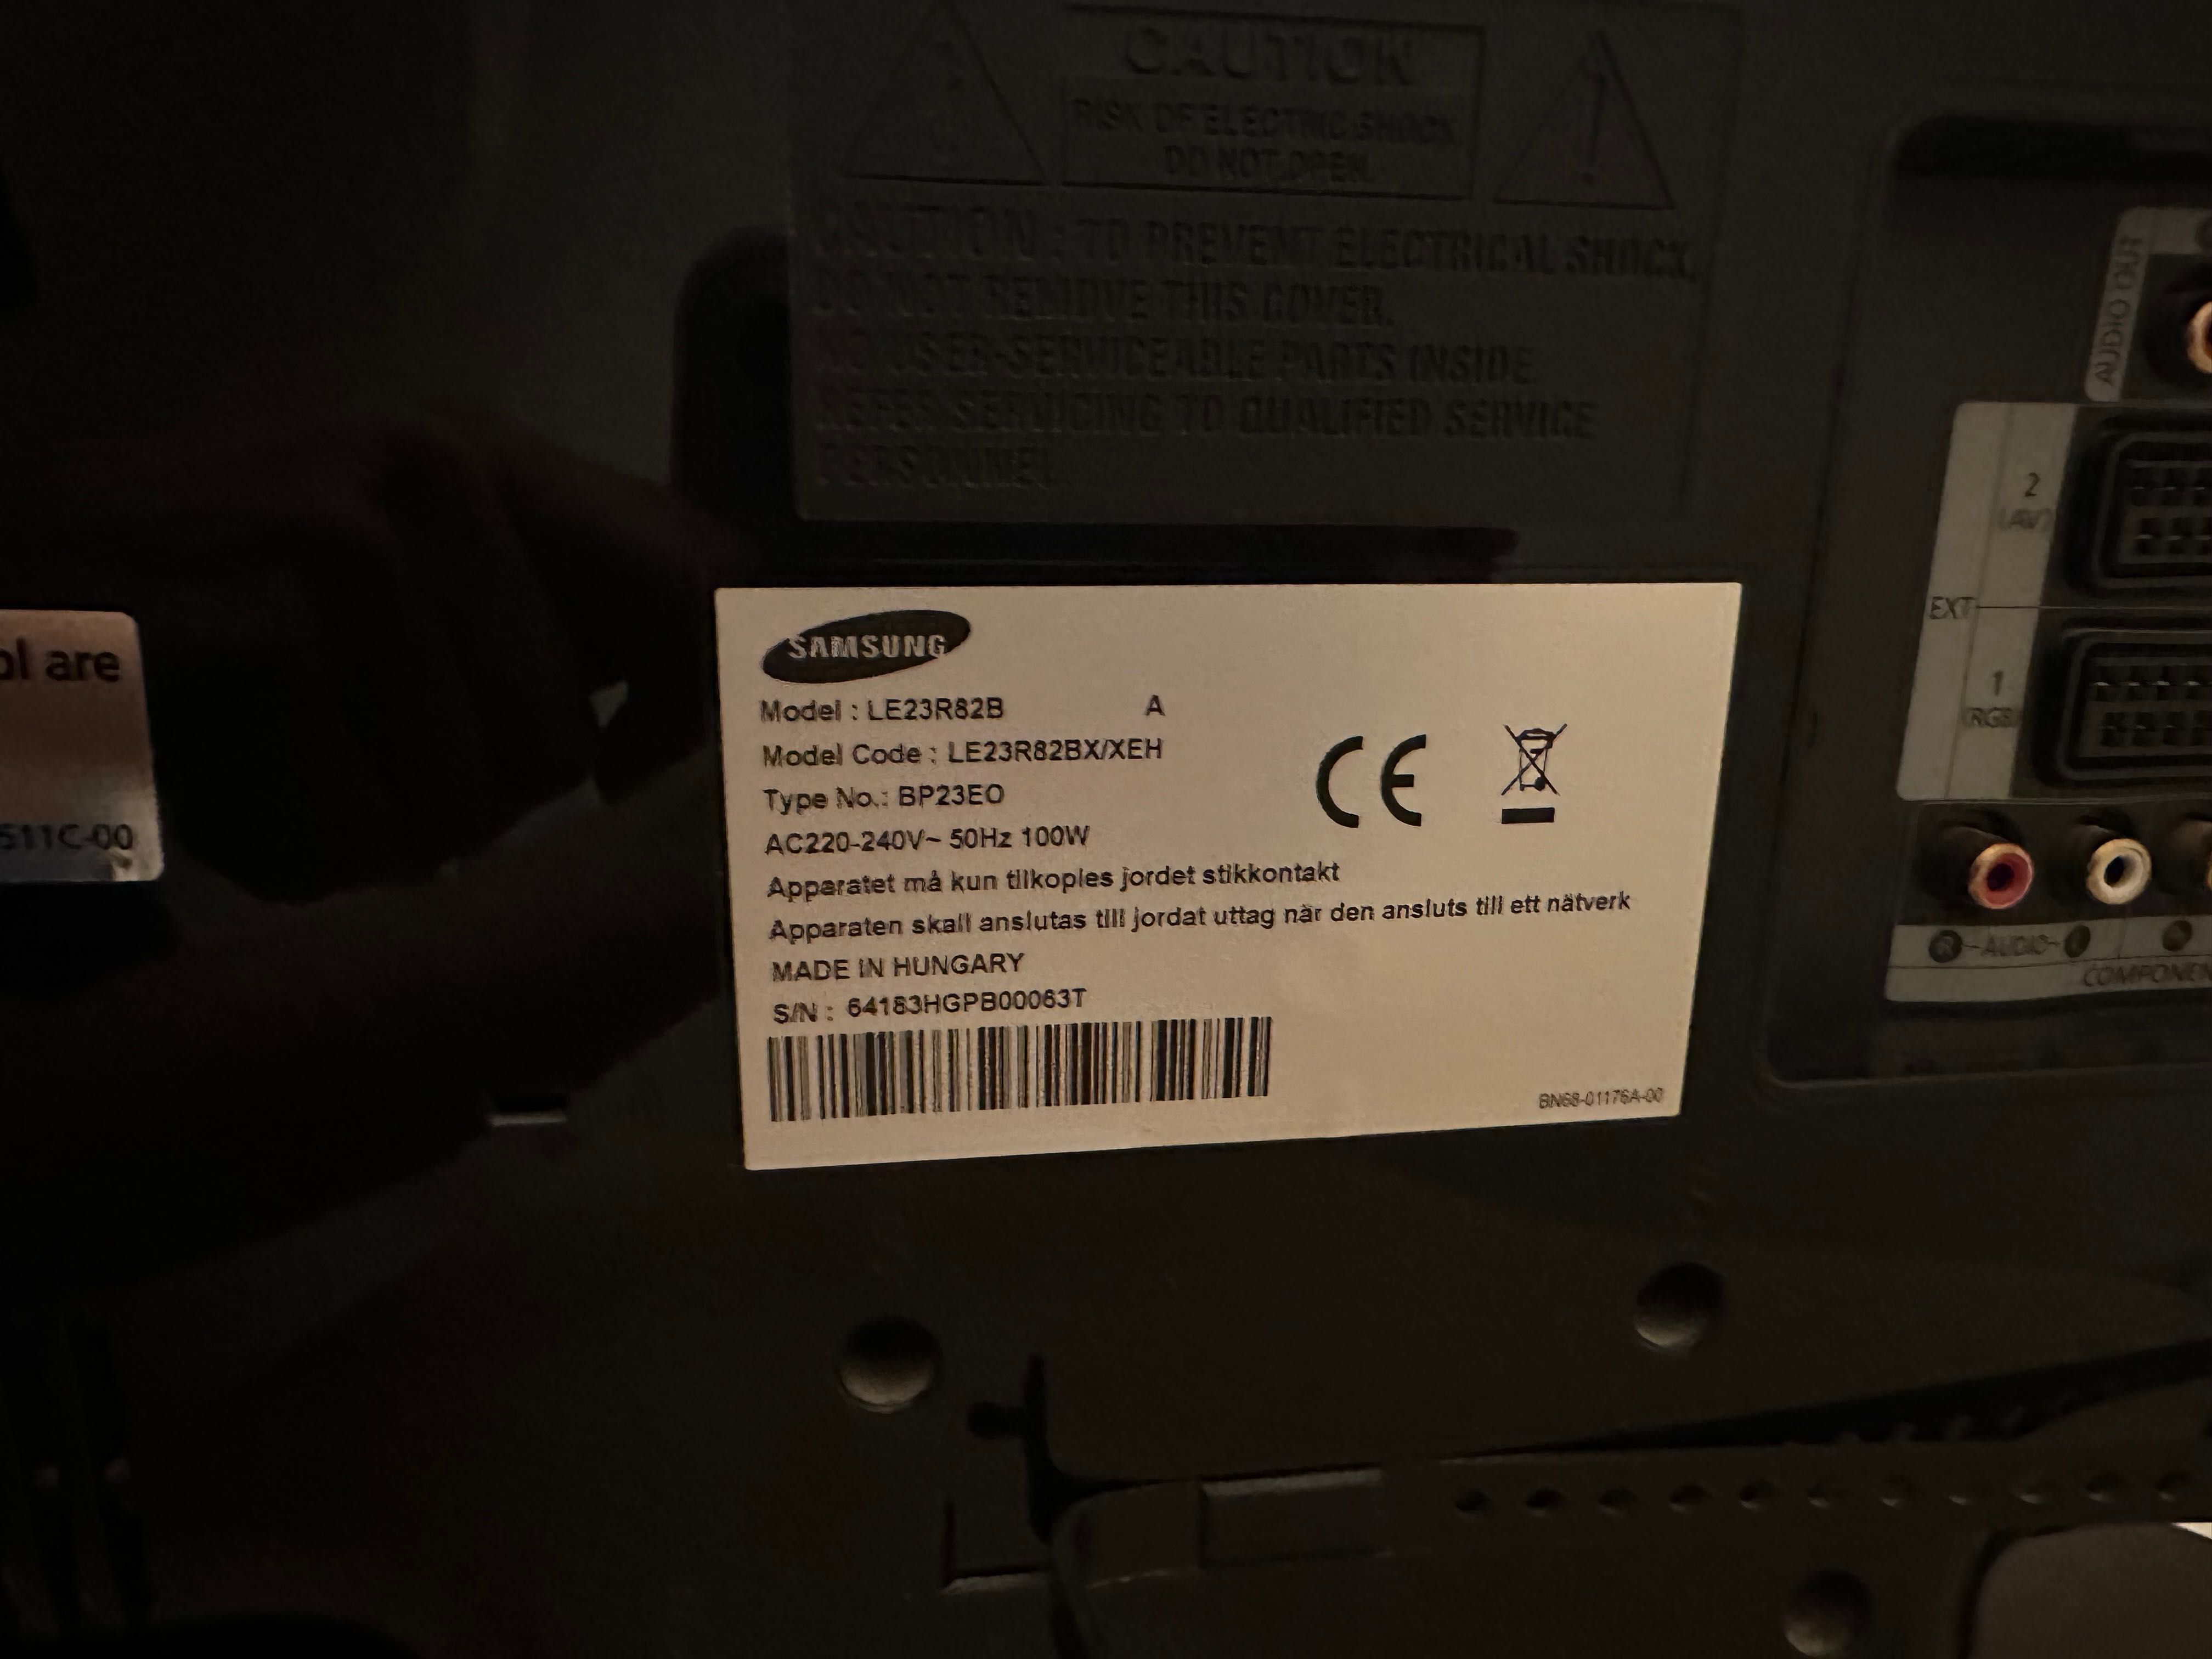 CAUTION
RISK OF ELECTRIC SHOCK.
DO NOT OPEN.
CAUTION : TO PREVENT ELECTRICAL SHOCK,
DO NOT REMOVE THIS COVER.
NO USER-SERVICEABLE PARTS INSIDE.
REFER SERVICING TO QUALIFIED SERVICE
PERSONNEL.
AUDIO OUT
2
(AV)
EXT
1
(RGB)
R-AUDIO-L
ol are
511C-00
SAMSUNG
Model : LE23R82B A
Model Code : LE23R82BX/XEH
Type No.: BP23EO
AC220-240V~ 50Hz 100W
Apparatet må kun tilkoples jordet stikkontakt
Apparaten skall anslutas till jordat uttag när den ansluts till ett nätverk
MADE IN HUNGARY
S/N : 64183HGPB00063T
BN68-01176A-00
CE